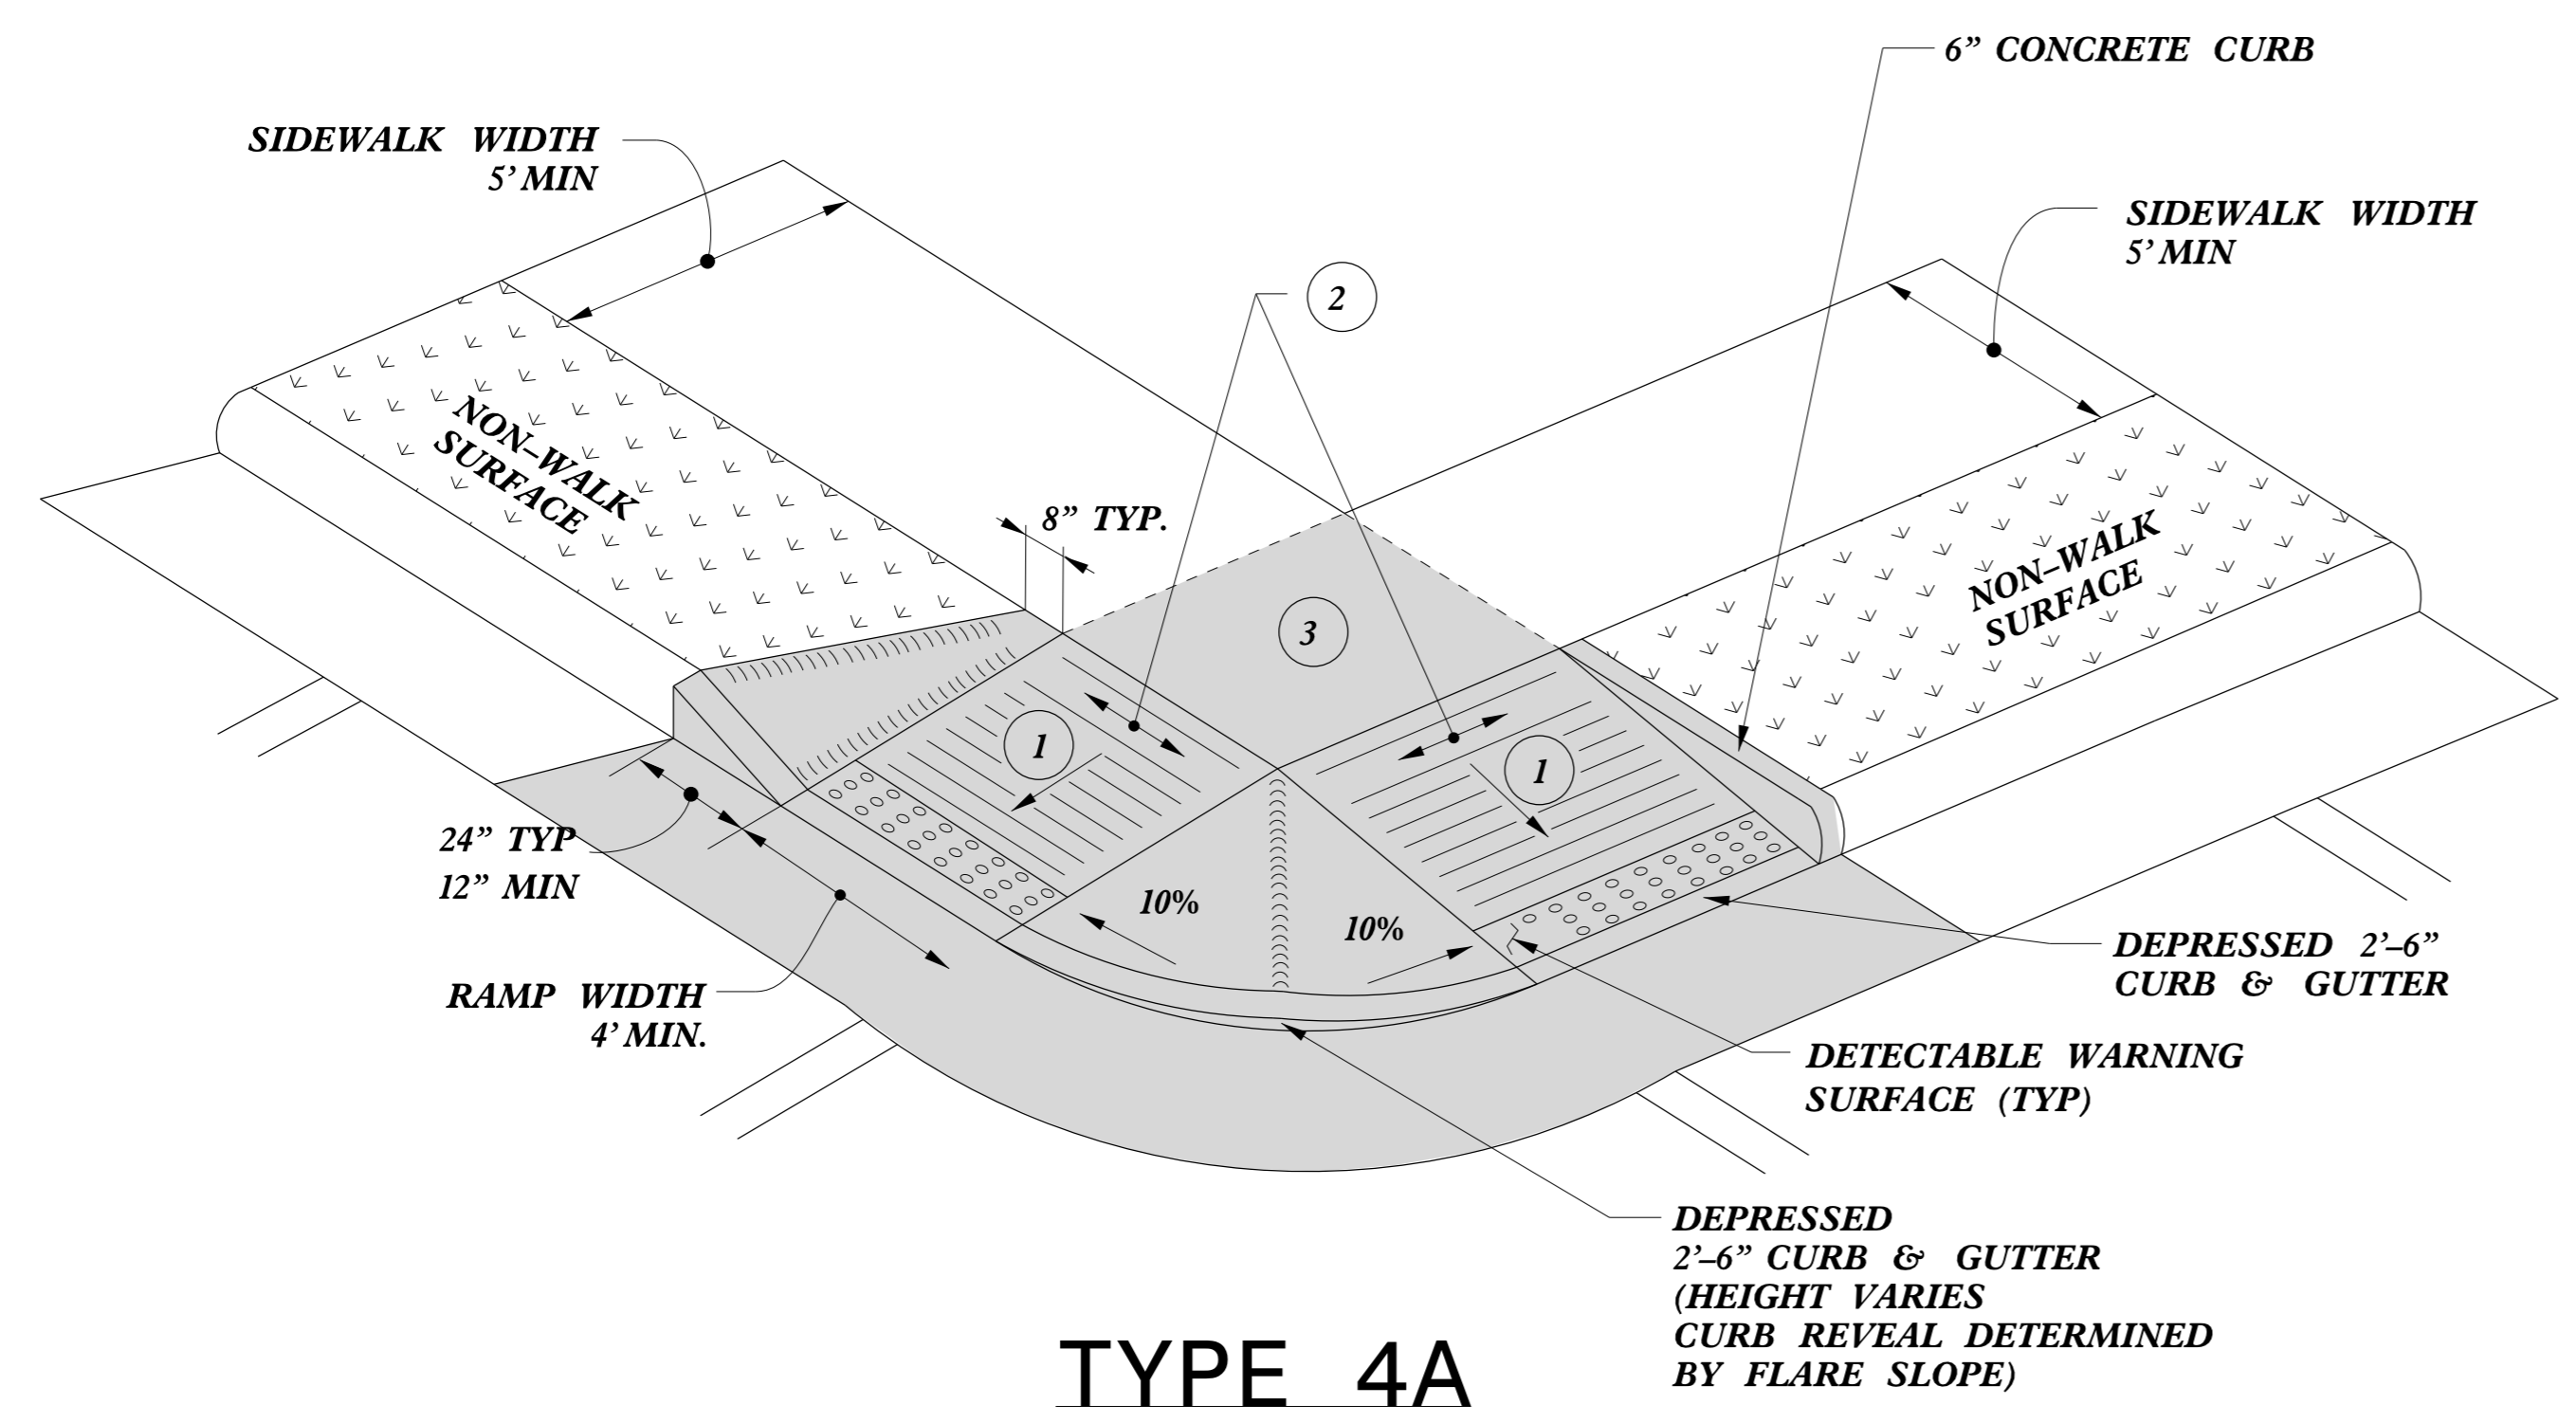 6” CONCRETE CURB
SIDEWALK WIDTH
5’ MIN
SIDEWALK WIDTH
5’ MIN
2
NON–WALK
SURFACE
8” TYP.
NON–WALK
SURFACE
3
1
1
24” TYP
12” MIN
10%
10%
RAMP WIDTH
4’ MIN.
DEPRESSED 2’–6”
CURB & GUTTER
DETECTABLE WARNING
SURFACE (TYP)
DEPRESSED
2’–6” CURB & GUTTER
(HEIGHT VARIES
CURB REVEAL DETERMINED
BY FLARE SLOPE)
TYPE 4A